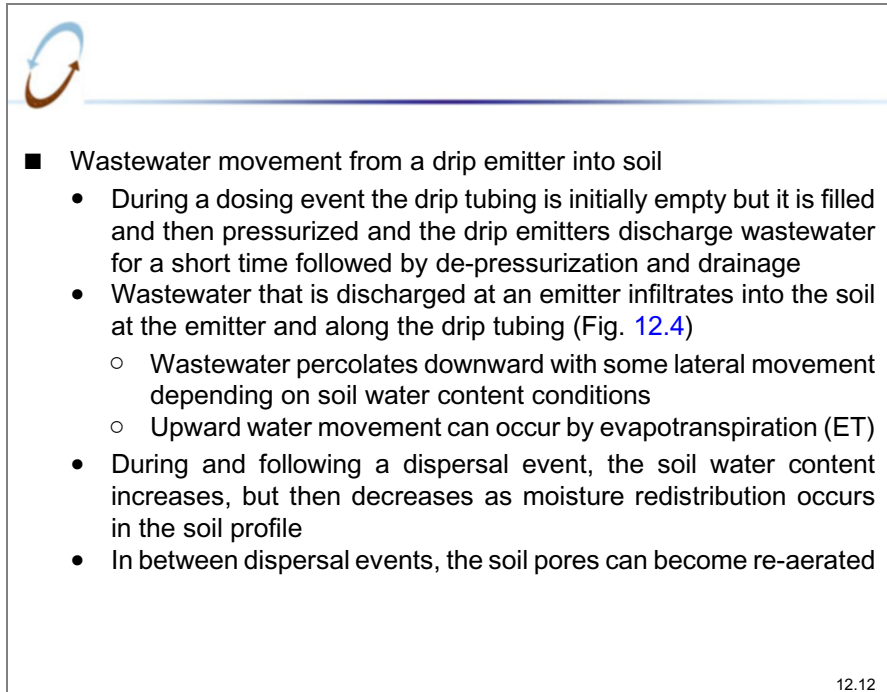 ■ Wastewater movement from a drip emitter into soil
• During a dosing event the drip tubing is initially empty but it is filled
and then pressurized and the drip emitters discharge wastewater
for a short time followed by de-pressurization and drainage
• Wastewater that is discharged at an emitter infiltrates into the soil
at the emitter and along the drip tubing (Fig. 12.4)
○ Wastewater percolates downward with some lateral movement
depending on soil water content conditions
○ Upward water movement can occur by evapotranspiration (ET)
• During and following a dispersal event, the soil water content
increases, but then decreases as moisture redistribution occurs
in the soil profile
• In between dispersal events, the soil pores can become re-aerated
12.12